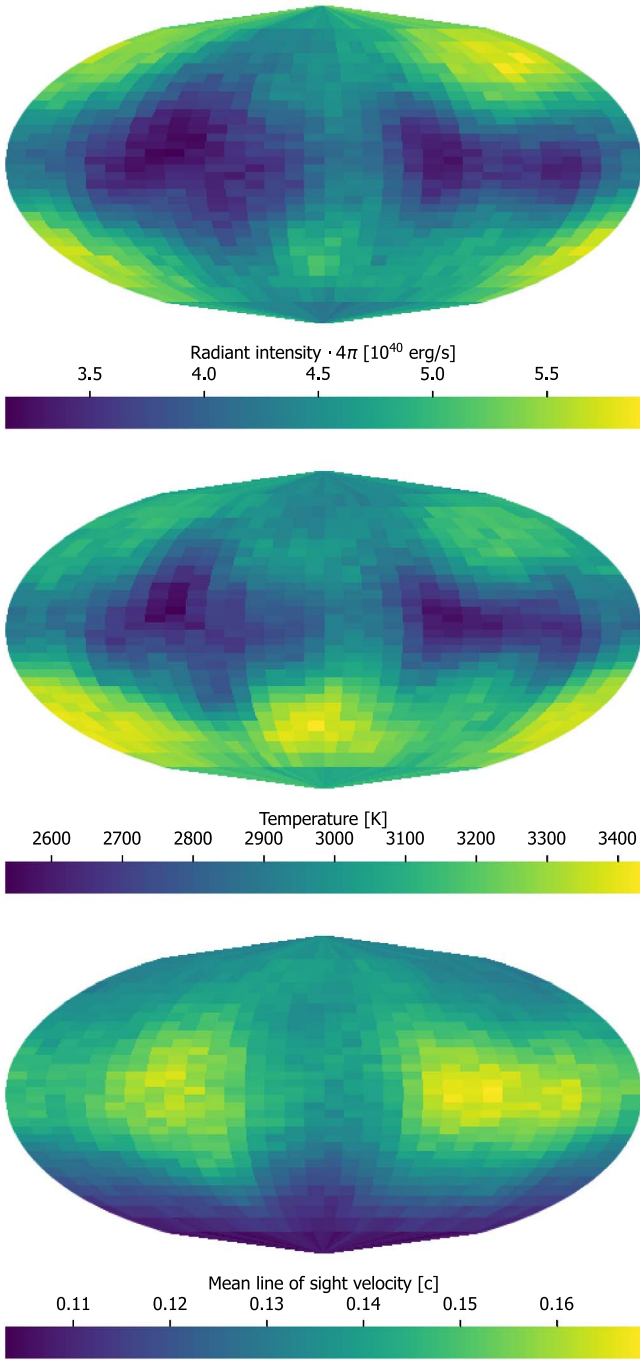 Radiant intensity · 4π [10⁴⁰ erg/s]
3.5 4.0 4.5 5.0 5.5
Temperature [K]
2600 2700 2800 2900 3000 3100 3200 3300 3400
Mean line of sight velocity [c]
0.11 0.12 0.13 0.14 0.15 0.16